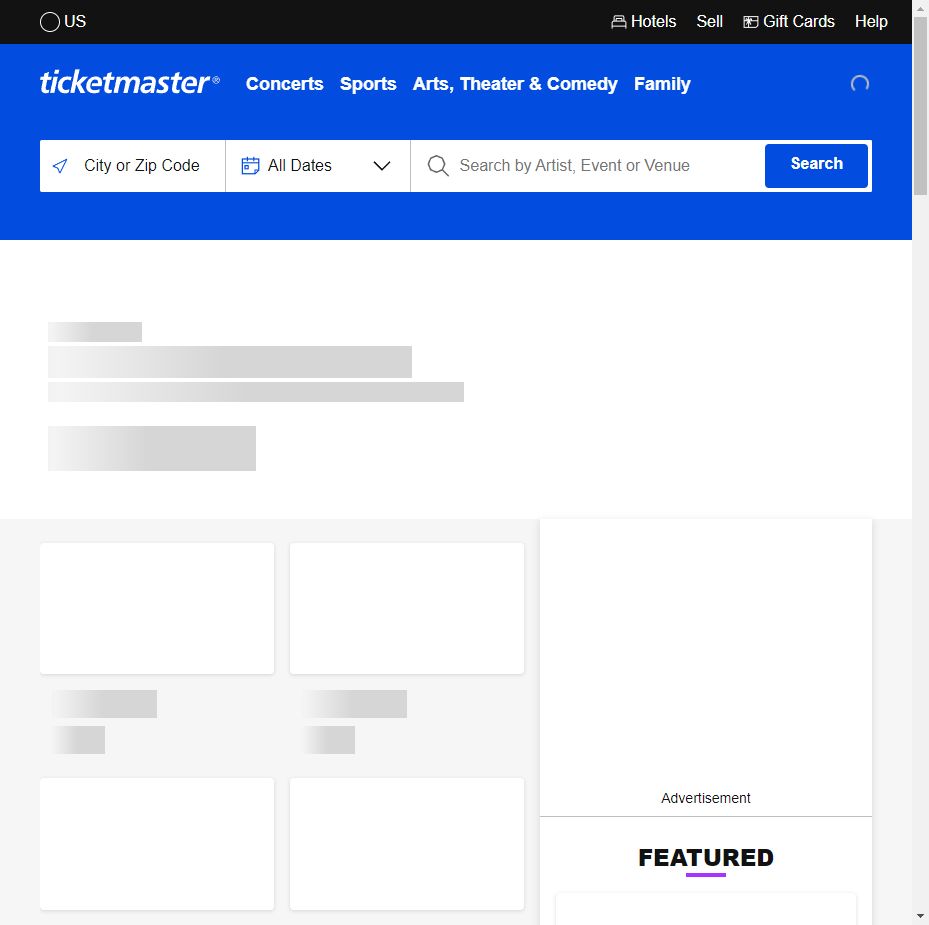 US Hotels Sell Gift Cards Help
ticketmaster® Concerts Sports Arts, Theater & Comedy Family
City or Zip Code All Dates Search by Artist, Event or Venue Search
Advertisement
FEATURED